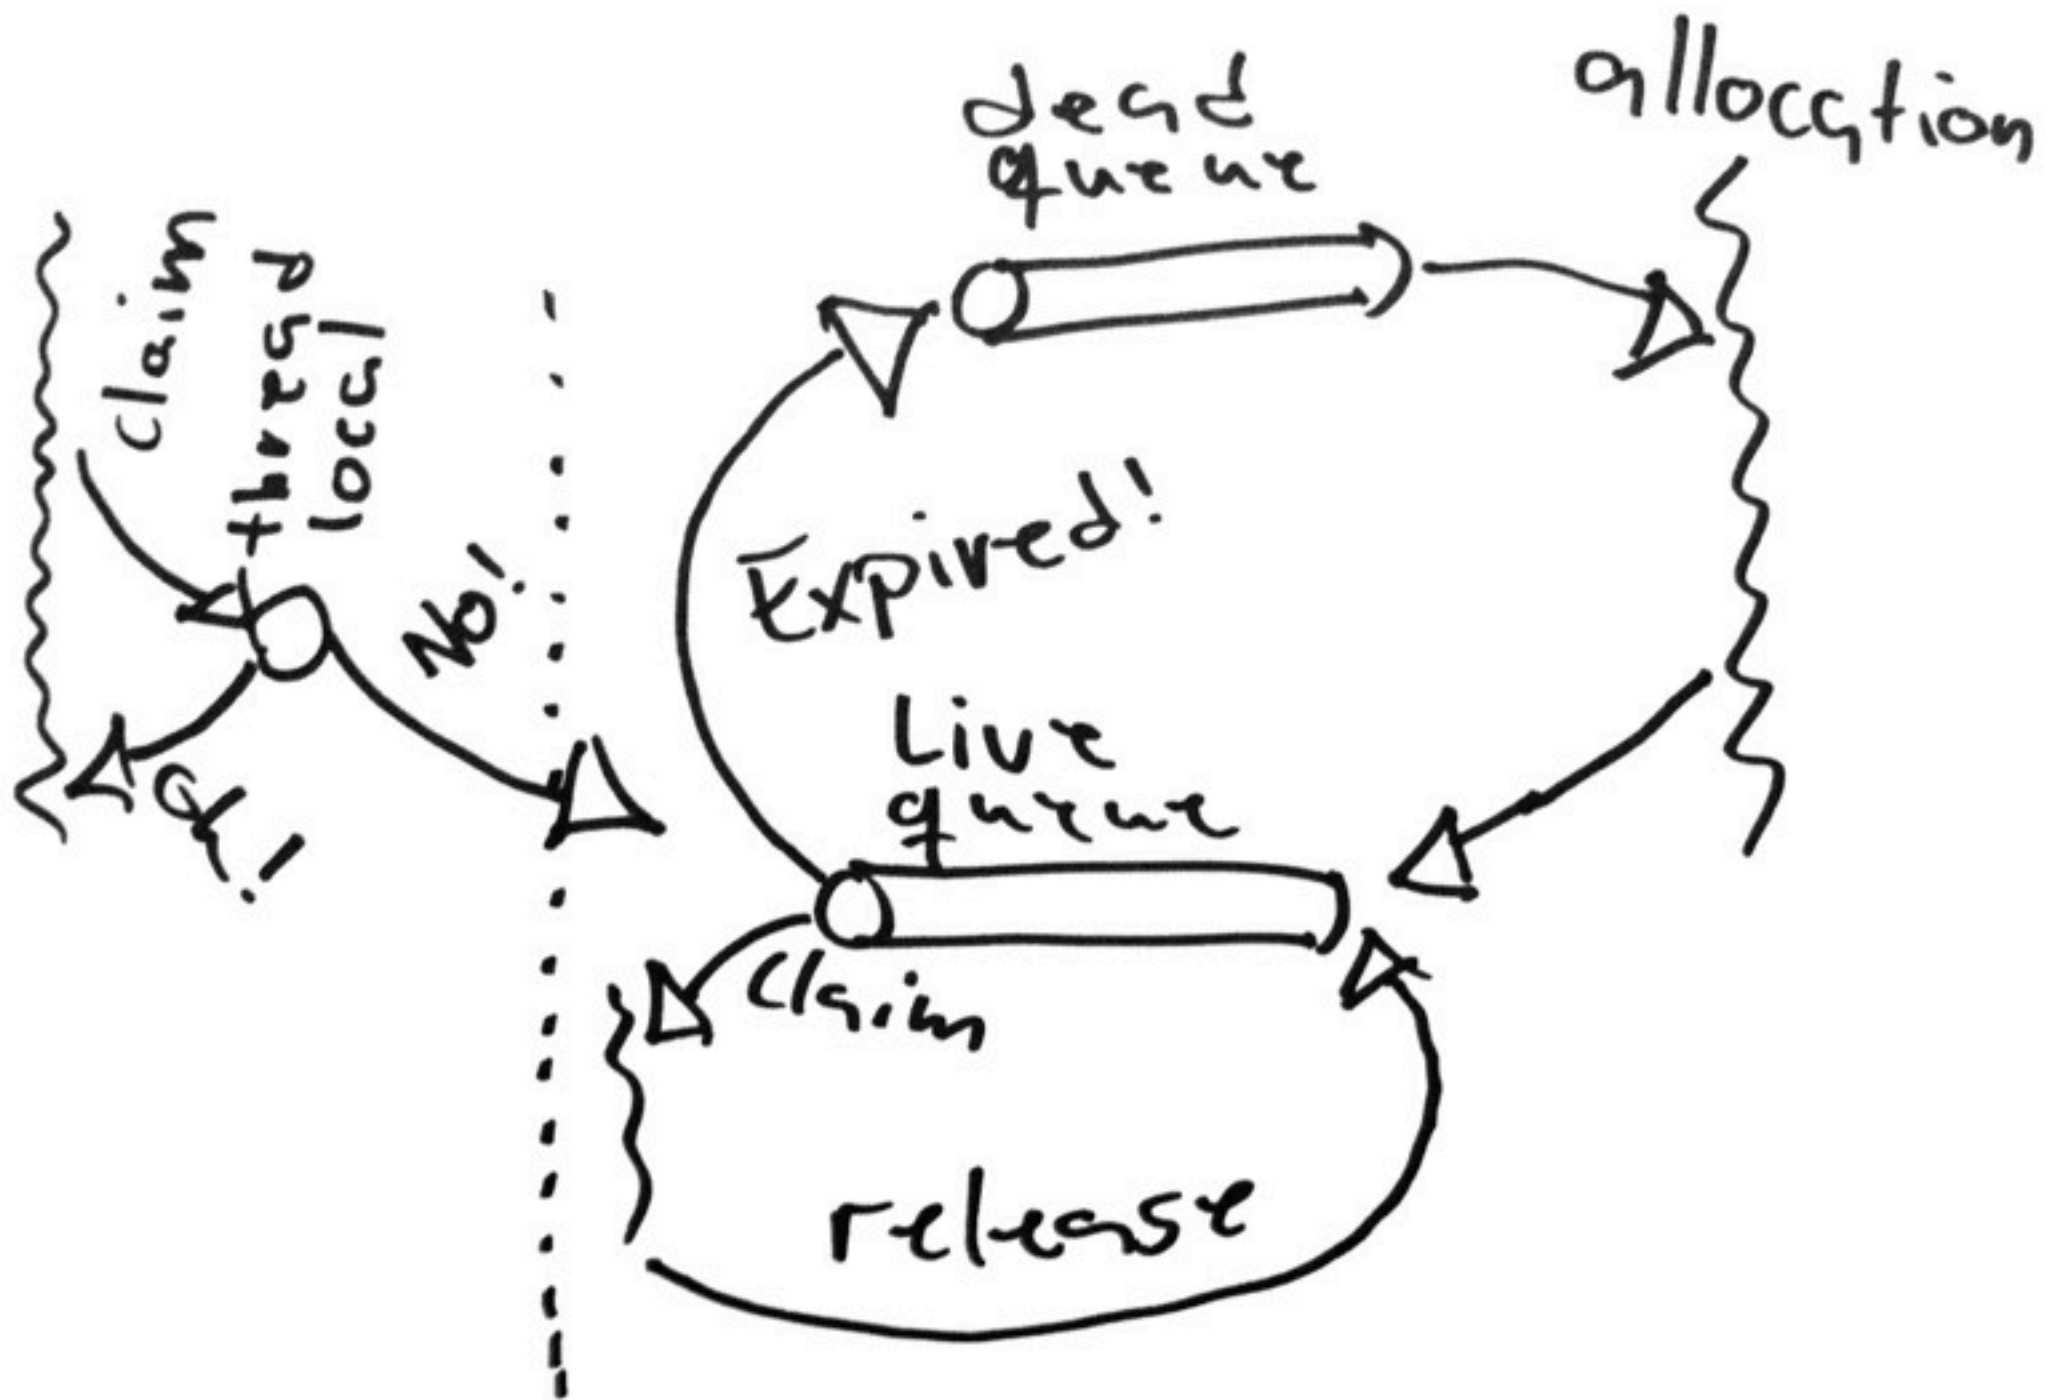 claim
thread
local
No!
Ok!
dead
queue
allocation
Expired!
Live
queue
claim
release